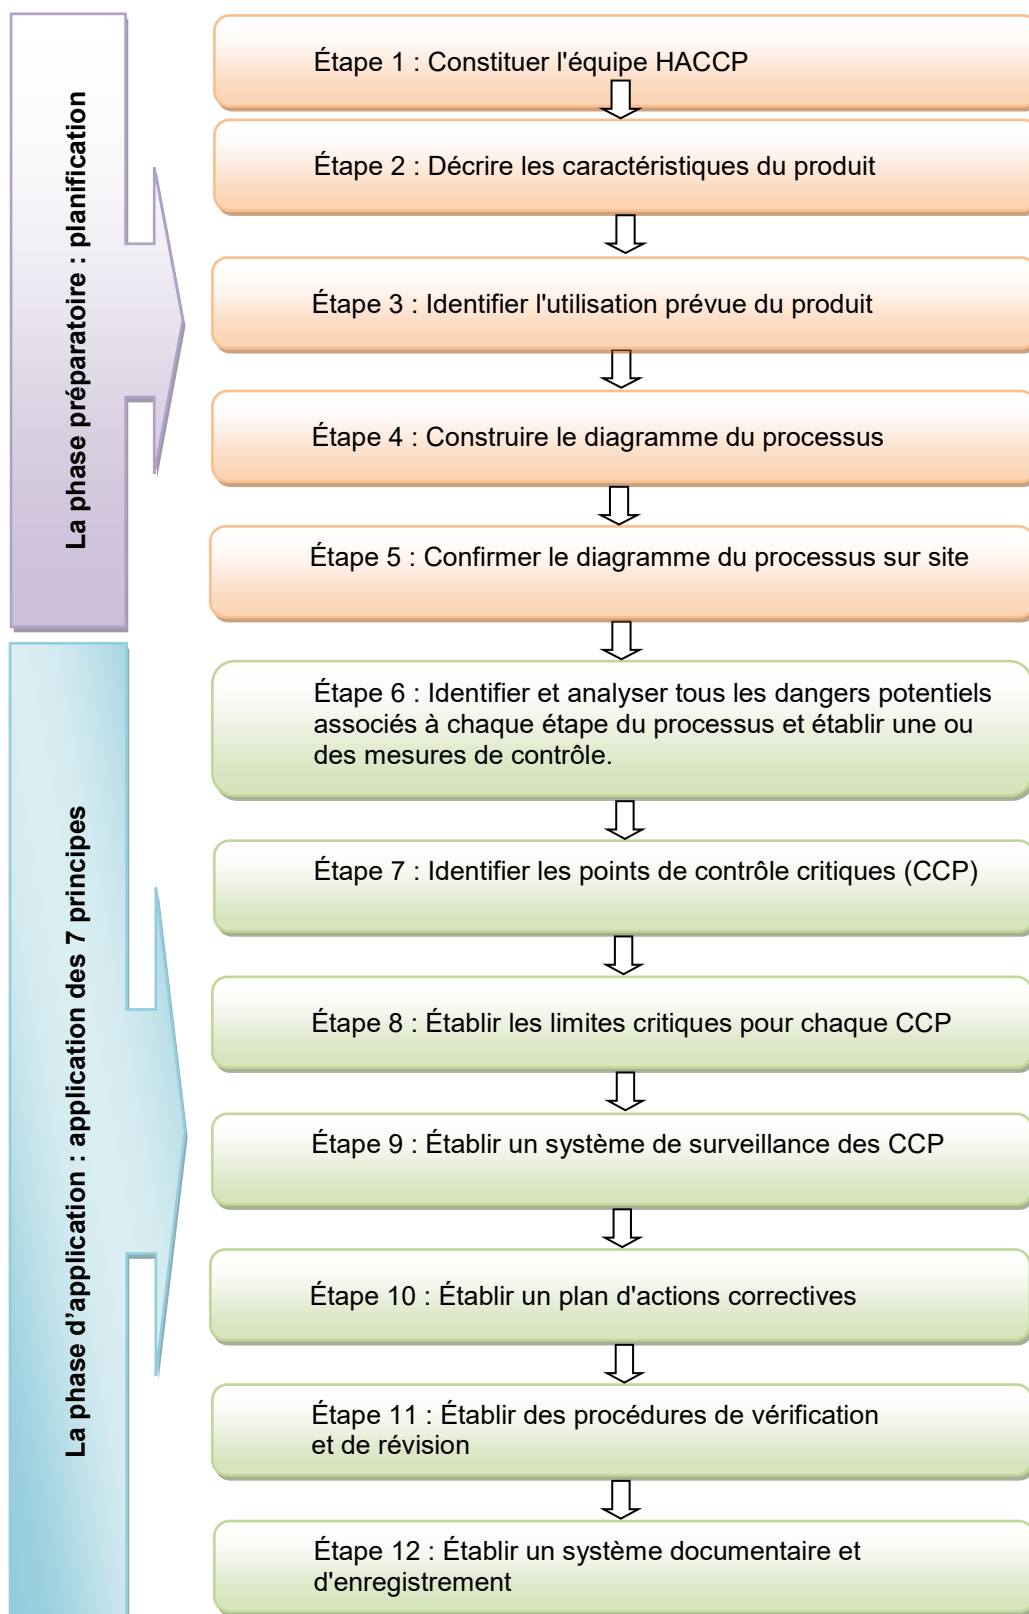 La phase préparatoire : planification
Étape 1 : Constituer l'équipe HACCP
Étape 2 : Décrire les caractéristiques du produit
Étape 3 : Identifier l'utilisation prévue du produit
Étape 4 : Construire le diagramme du processus
Étape 5 : Confirmer le diagramme du processus sur site
La phase d’application : application des 7 principes
Étape 6 : Identifier et analyser tous les dangers potentiels
associés à chaque étape du processus et établir une ou
des mesures de contrôle.
Étape 7 : Identifier les points de contrôle critiques (CCP)
Étape 8 : Établir les limites critiques pour chaque CCP
Étape 9 : Établir un système de surveillance des CCP
Étape 10 : Établir un plan d'actions correctives
Étape 11 : Établir des procédures de vérification
et de révision
Étape 12 : Établir un système documentaire et
d'enregistrement